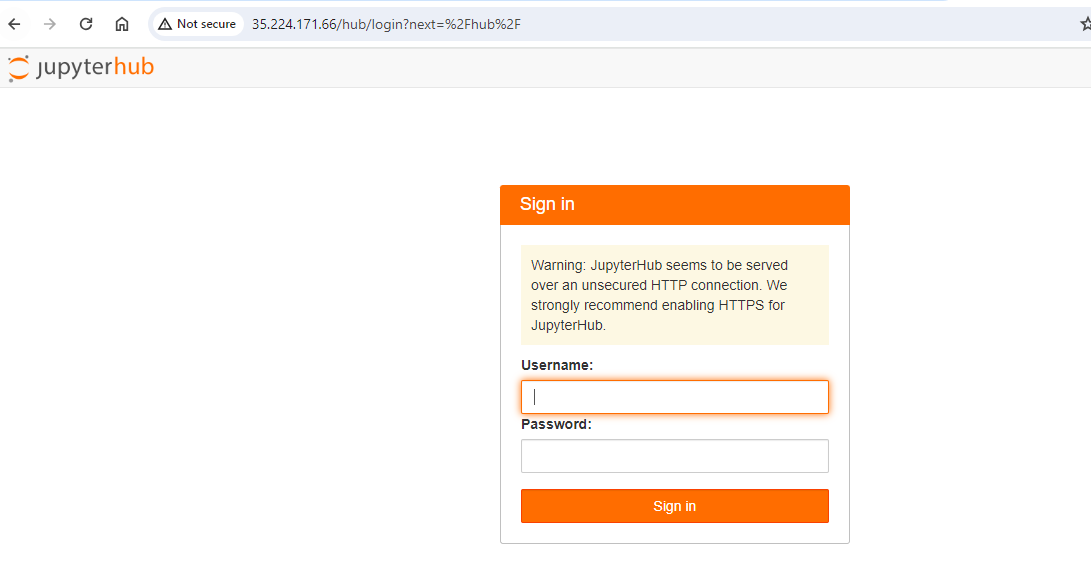 Not secure 35.224.171.66/hub/login?next=%2Fhub%2F
jupyterhub
Sign in
Warning: JupyterHub seems to be served
over an unsecured HTTP connection. We
strongly recommend enabling HTTPS for
JupyterHub.
Username:
Password:
Sign in